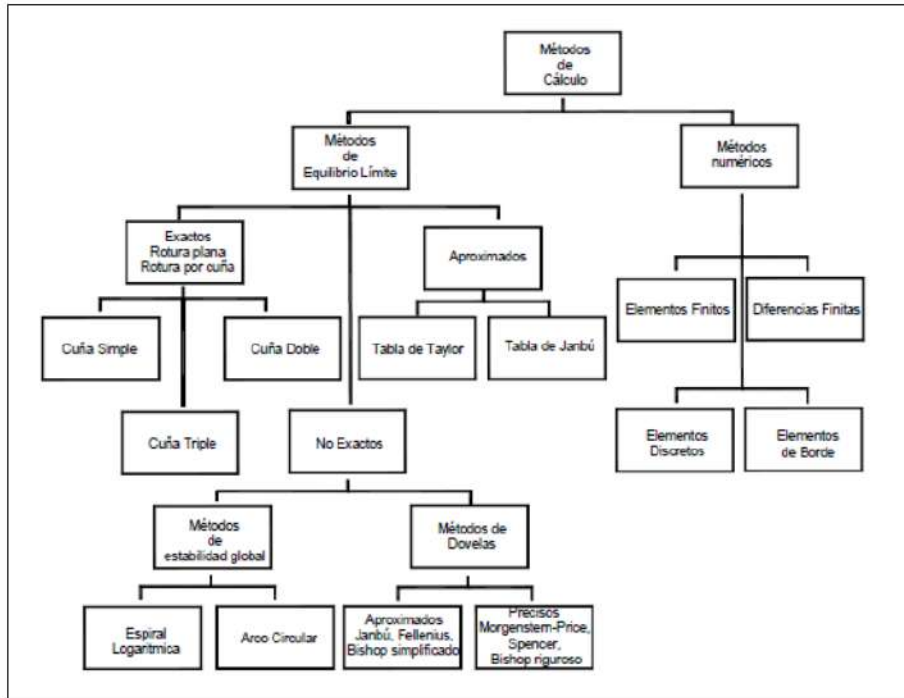 Métodos
de
Cálculo
Métodos
de
Equilibrio Límite
Métodos
numéricos
Exactos
Rotura plana
Rotura por cuña
Aproximados
Elementos Finitos
Diferencias Finitas
Cuña Simple
Cuña Doble
Tabla de Taylor
Tabla de Janbú
Cuña Triple
No Exactos
Elementos
Discretos
Elementos
de Borde
Métodos
de
estabilidad global
Métodos de
Dovelas
Espiral
Logaritmica
Arco Circular
Aproximados
Janbú, Fellenius,
Bishop simplificado
Precisos
Morgenstern-Price,
Spencer,
Bishop riguroso